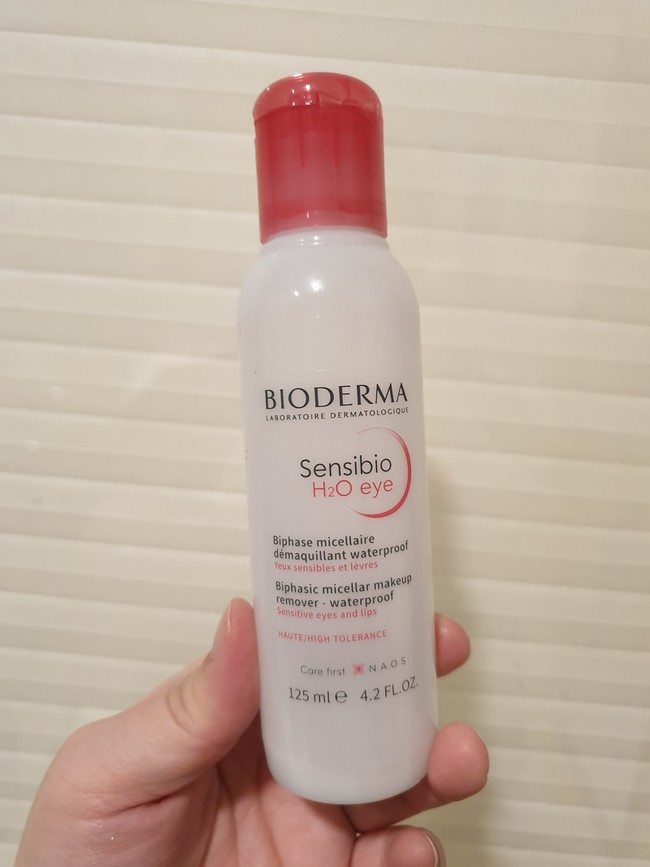 BIODERMA
LABORATOIRE DERMATOLOGIQUE
Sensibio
H₂O eye
Biphase micellaire
démaquillant waterproof
Yeux sensibles et lèvres
Biphasic micellar makeup
remover - waterproof
Sensitive eyes and lips
HAUTE/HIGH TOLERANCE
Care first NAOS
125 ml ℮ 4.2 FL.OZ.